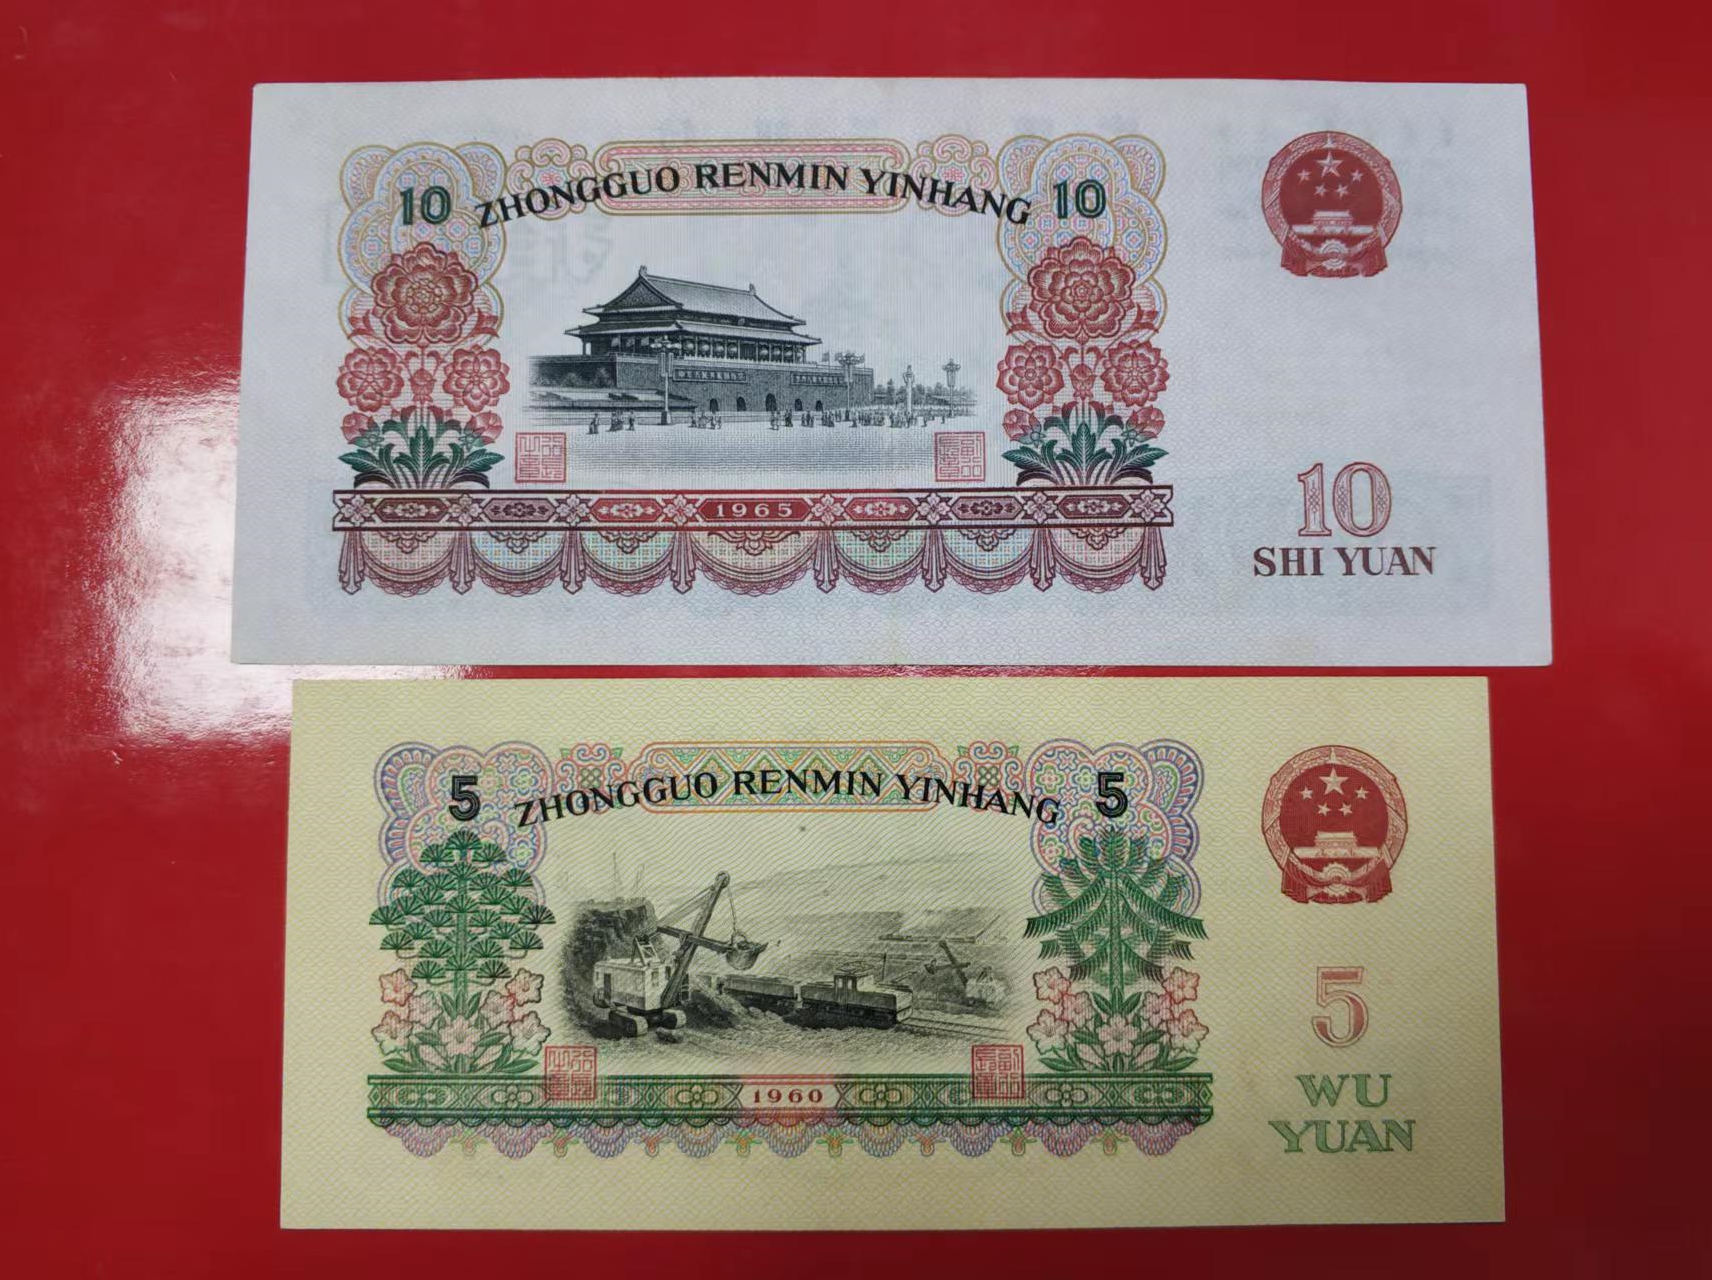 10 ZHONGGUO RENMIN YINHANG 10
1965
10
SHI YUAN
5 ZHONGGUO RENMIN YINHANG 5
1960
5
WU
YUAN